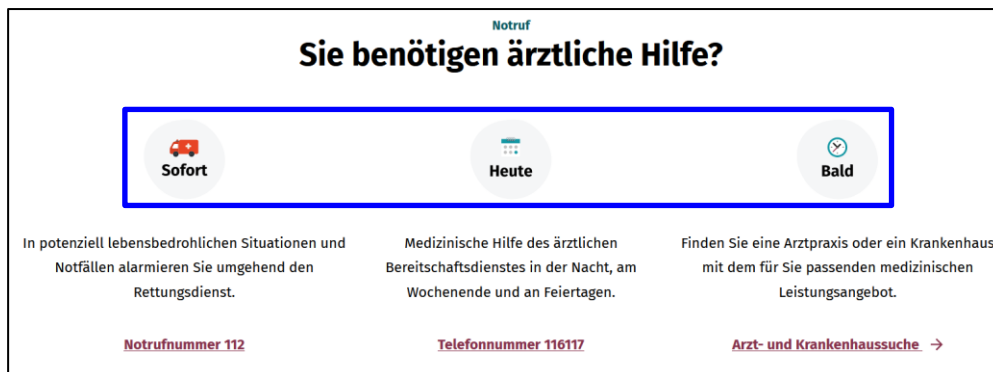 Notruf
Sie benötigen ärztliche Hilfe?
Sofort
Heute
Bald
In potenziell lebensbedrohlichen Situationen und
Notfällen alarmieren Sie umgehend den
Rettungsdienst.
Notrufnummer 112
Medizinische Hilfe des ärztlichen
Bereitschaftsdienstes in der Nacht, am
Wochenende und an Feiertagen.
Telefonnummer 116117
Finden Sie eine Arztpraxis oder ein Krankenhaus
mit dem für Sie passenden medizinischen
Leistungsangebot.
Arzt- und Krankenhaussuche →